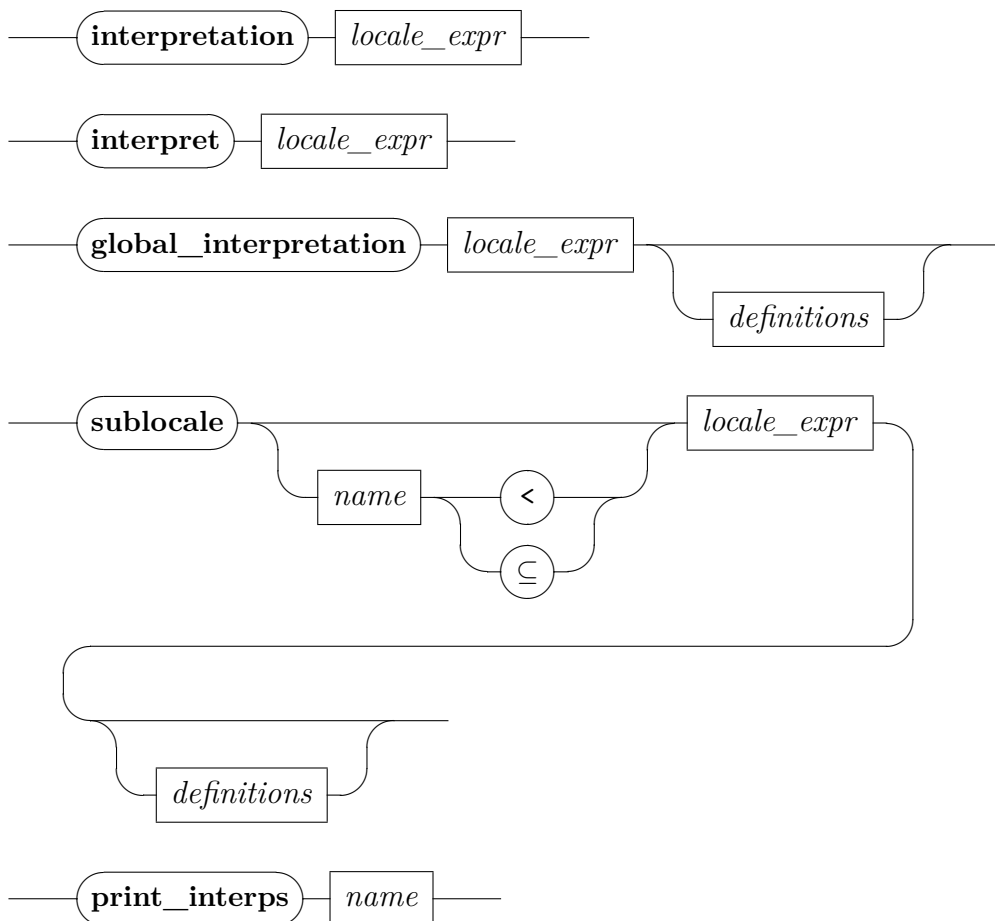 interpretation locale_expr
interpret locale_expr
global_interpretation locale_expr
definitions
sublocale locale_expr
name <
⊆
definitions
print_interps name